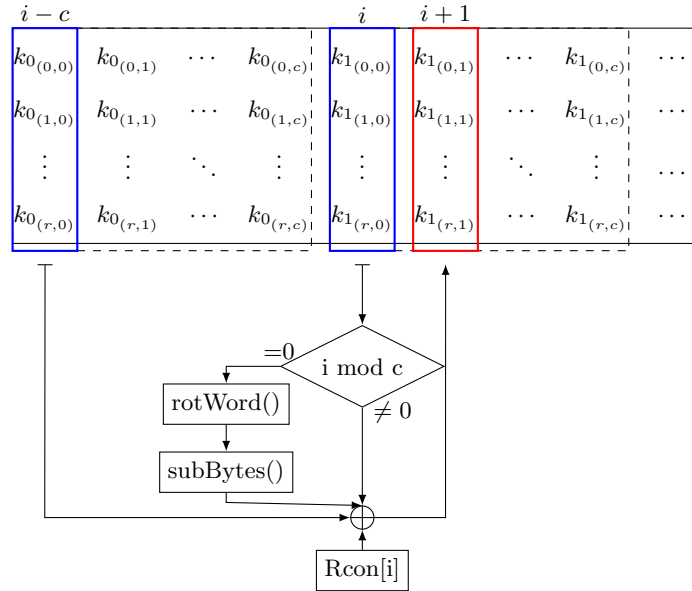 i − c i i + 1
k0(0,0) k0(0,1) ⋯ k0(0,c) k1(0,0) k1(0,1) ⋯ k1(0,c) ⋯
k0(1,0) k0(1,1) ⋯ k0(1,c) k1(1,0) k1(1,1) ⋯ k1(1,c) ⋯
⋮ ⋮ ⋱ ⋮ ⋮ ⋮ ⋱ ⋮ …
k0(r,0) k0(r,1) ⋯ k0(r,c) k1(r,0) k1(r,1) ⋯ k1(r,c) ⋯
=0
i mod c
rotWord()
≠ 0
subBytes()
Rcon[i]